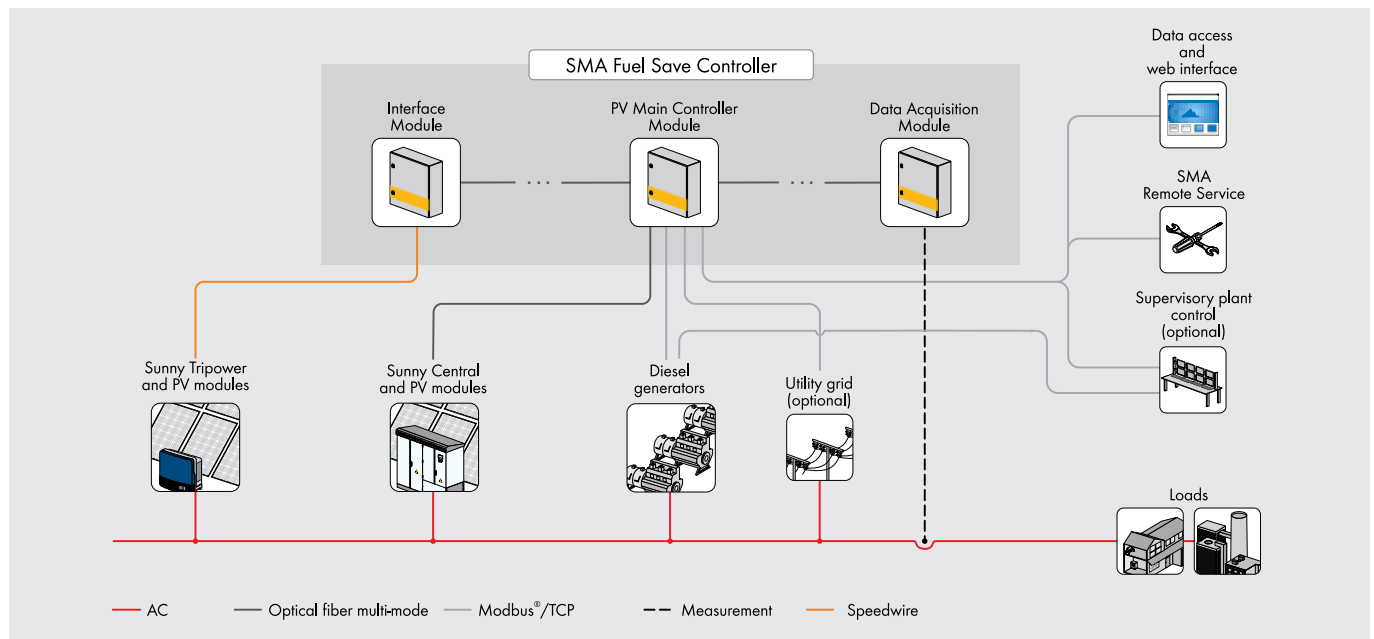 SMA Fuel Save Controller
Interface
Module
PV Main Controller
Module
Data Acquisition
Module
Data access
and
web interface
SMA
Remote Service
Supervisory plant
control
(optional)
Sunny Tripower
and PV modules
Sunny Central
and PV modules
Diesel
generators
Utility grid
(optional)
Loads
AC
Optical fiber multi-mode
Modbus®/TCP
Measurement
Speedwire